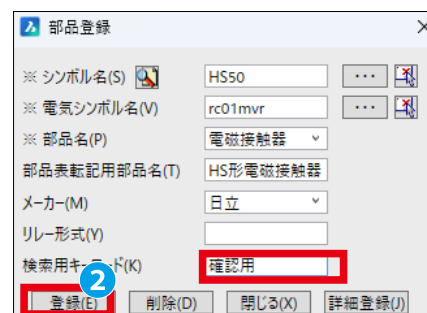 部品登録
※ シンボル名(S) HS50 ...
※ 電気シンボル名(V) rc01mvr ...
※ 部品名(P) 電磁接触器
部品表転記用部品名(T) HS形電磁接触器
メーカー(M) 日立
リレー形式(Y)
検索用キーワード(K) 確認用
2
登録(E) 削除(D) 閉じる(X) 詳細登録(J)